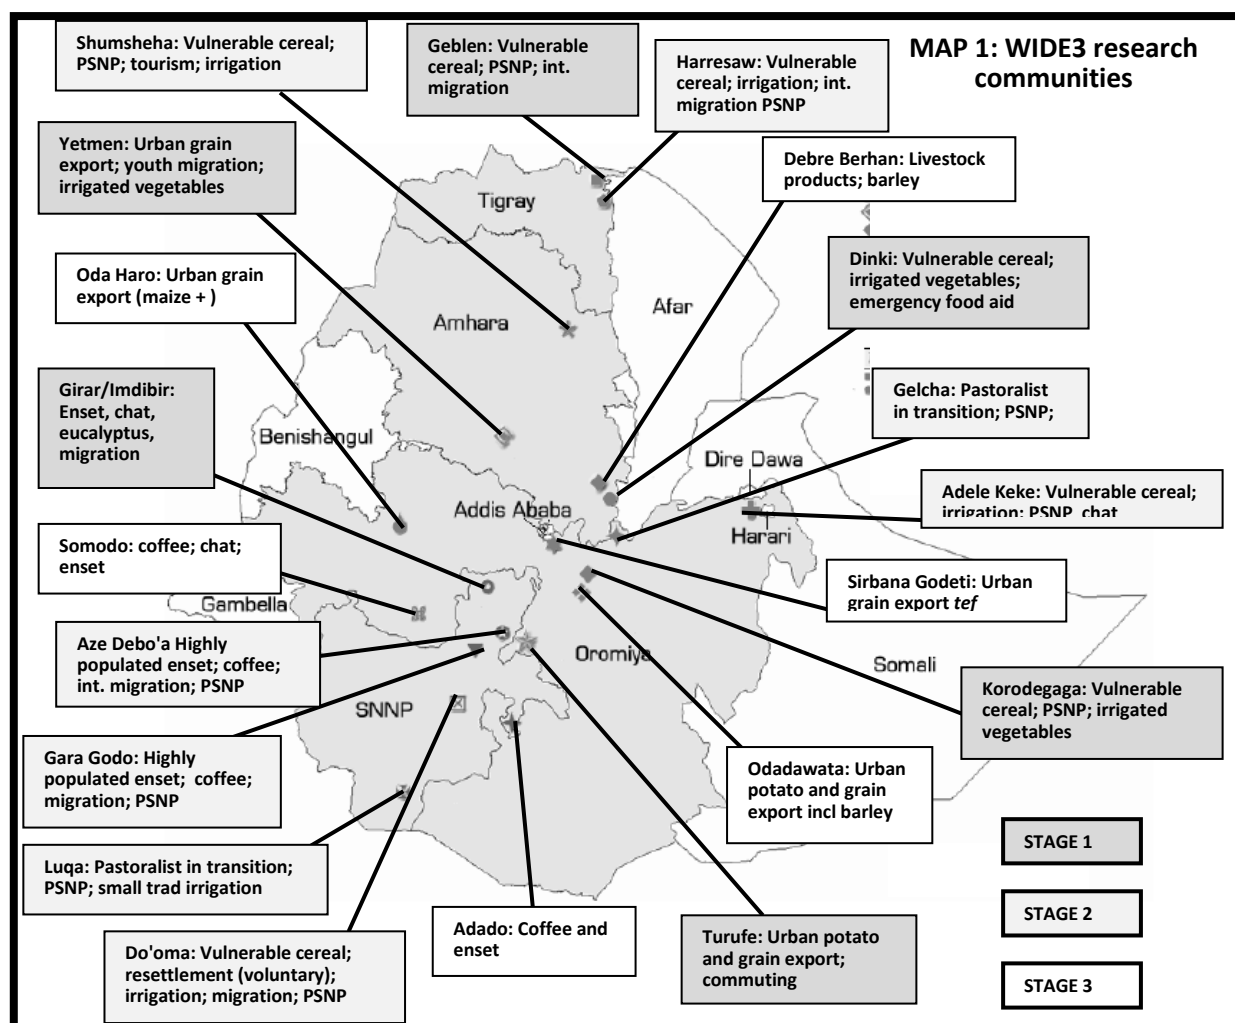 MAP 1: WIDE3 research
communities
Shumsheha: Vulnerable cereal;
PSNP; tourism; irrigation
Geblen: Vulnerable
cereal; PSNP; int.
migration
Harresaw: Vulnerable
cereal; irrigation; int.
migration PSNP
Yetmen: Urban grain
export; youth migration;
irrigated vegetables
Debre Berhan: Livestock
products; barley
Oda Haro: Urban grain
export (maize + )
Dinki: Vulnerable cereal;
irrigated vegetables;
emergency food aid
Girar/Imdibir:
Enset, chat,
eucalyptus,
migration
Gelcha: Pastoralist
in transition; PSNP;
Adele Keke: Vulnerable cereal;
irrigation; PSNP, chat
Somodo: coffee; chat;
enset
Sirbana Godeti: Urban
grain export tef
Aze Debo'a Highly
populated enset; coffee;
int. migration; PSNP
Korodegaga: Vulnerable
cereal; PSNP; irrigated
vegetables
Gara Godo: Highly
populated enset; coffee;
migration; PSNP
Odadawata: Urban
potato and grain
export incl barley
Luqa: Pastoralist in transition;
PSNP; small trad irrigation
Adado: Coffee and
enset
Turufe: Urban potato
and grain export;
commuting
Do'oma: Vulnerable cereal;
resettlement (voluntary);
irrigation; migration; PSNP
Tigray
Afar
Amhara
Benishangul
Dire Dawa
Addis Ababa
Harari
Gambella
Oromiya
Somali
SNNP
STAGE 1
STAGE 2
STAGE 3